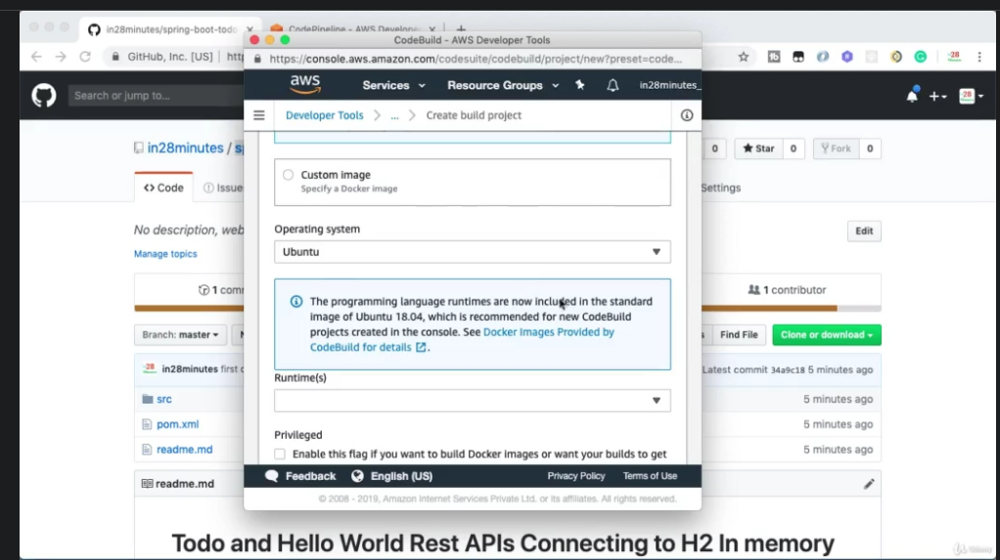 in28minutes/spring-boot-todo
CodePipeline - AWS Develope
CodeBuild - AWS Developer Tools
GitHub, Inc. [US]
https://console.aws.amazon.com/codesuite/codebuild/project/new?preset=code...
Search or jump to...
aws
Services
Resource Groups
in28minutes_
Developer Tools > ... > Create build project
in28minutes /
0
Star 0
Fork 0
Custom image
Specify a Docker image
Code
Issue
Settings
Operating system
Ubuntu
No description, web
Edit
Manage topics
The programming language runtimes are now included in the standard
image of Ubuntu 18.04, which is recommended for new CodeBuild
projects created in the console. See Docker Images Provided by
CodeBuild for details
1 comm
1 contributor
Branch: master
Find File
Clone or download
Runtime(s)
in28minutes first c
Latest commit 34a9c18 5 minutes ago
src
5 minutes ago
pom.xml
5 minutes ago
readme.md
5 minutes ago
Privileged
Enable this flag if you want to build Docker images or want your builds to get
Feedback
English (US)
Privacy Policy
Terms of Use
© 2008 - 2019, Amazon Internet Services Private Ltd. or its affiliates. All rights reserved.
readme.md
Todo and Hello World Rest APIs Connecting to H2 In memory